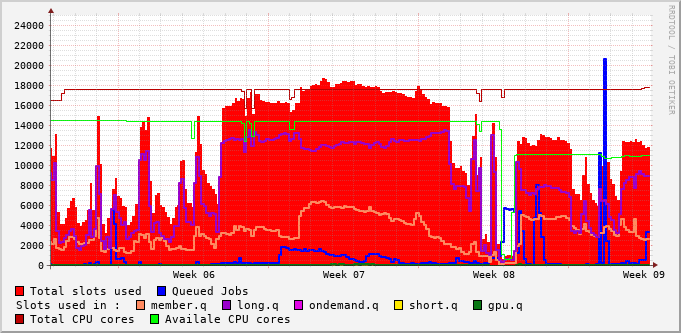 RRDTOOL / TOBI OETIKER
24000
22000
20000
18000
16000
14000
12000
10000
8000
6000
4000
2000
0
Week 06 Week 07 Week 08 Week 09
Total slots used Queued Jobs
Slots used in : member.q long.q ondemand.q short.q gpu.q
Total CPU cores Availale CPU cores